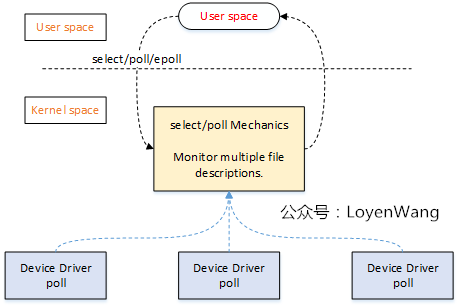 User space
User space
select/poll/epoll
Kernel space
select/poll Mechanics
Monitor multiple file
descriptions.
公众号：LoyenWang
Device Driver
poll
Device Driver
poll
Device Driver
poll